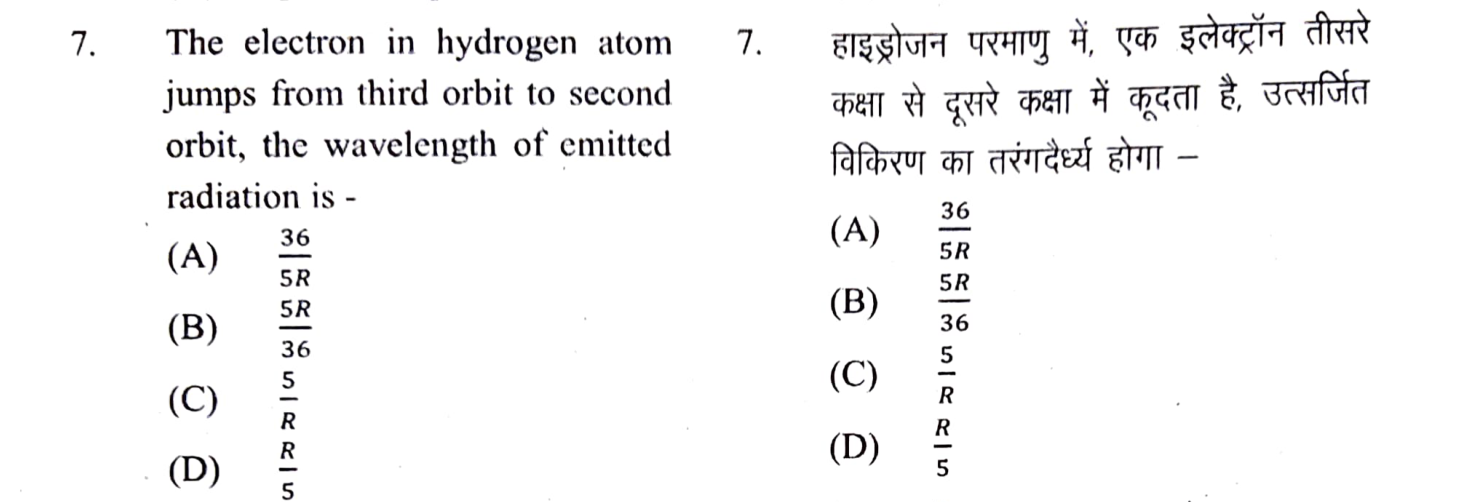 7. The electron in hydrogen atom
jumps from third orbit to second
orbit, the wavelength of emitted
radiation is -
(A) 36/5R
(B) 5R/36
(C) 5/R
(D) R/5
7. हाइड्रोजन परमाणु में, एक इलेक्ट्रॉन तीसरे
कक्षा से दूसरे कक्षा में कूदता है, उत्सर्जित
विकिरण का तरंगदैर्ध्य होगा –
(A) 36/5R
(B) 5R/36
(C) 5/R
(D) R/5